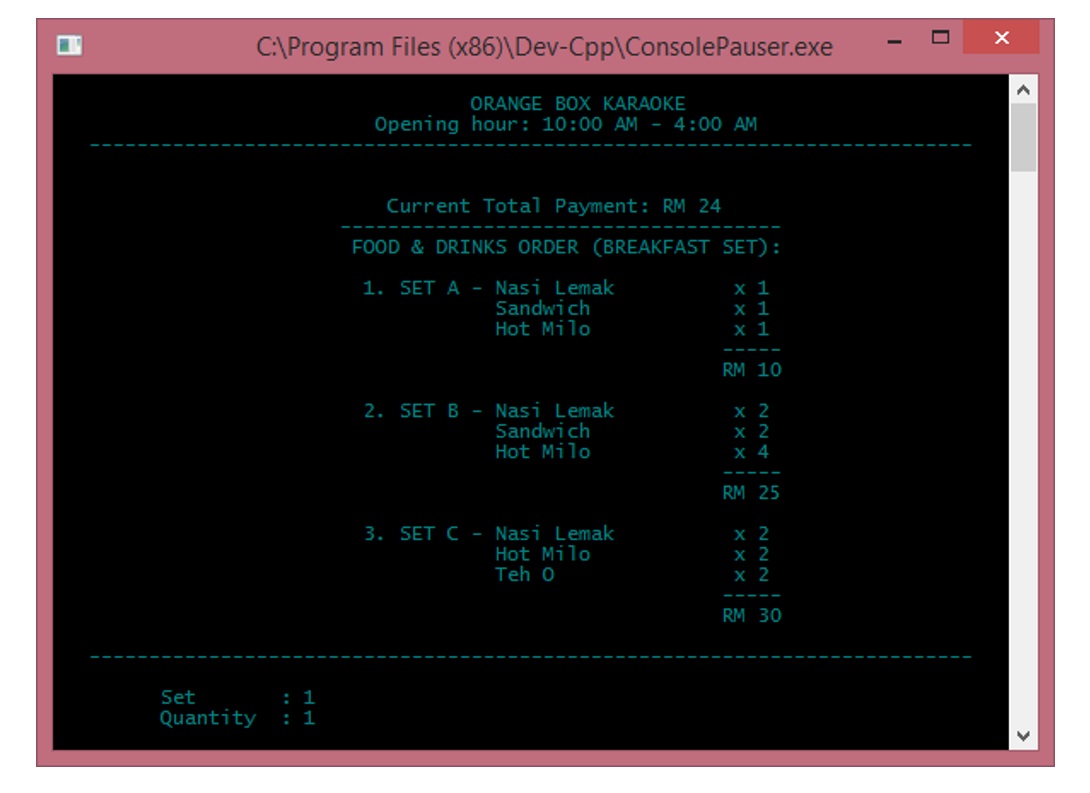 C:\Program Files (x86)\Dev-Cpp\ConsolePauser.exe
ORANGE BOX KARAOKE
Opening hour: 10:00 AM - 4:00 AM
--------------------------------------------------------------------------
Current Total Payment: RM 24
-------------------------------------
FOOD & DRINKS ORDER (BREAKFAST SET):
1. SET A - Nasi Lemak x 1
Sandwich x 1
Hot Milo x 1
-----
RM 10
2. SET B - Nasi Lemak x 2
Sandwich x 2
Hot Milo x 4
-----
RM 25
3. SET C - Nasi Lemak x 2
Hot Milo x 2
Teh O x 2
-----
RM 30
--------------------------------------------------------------------------
Set : 1
Quantity : 1